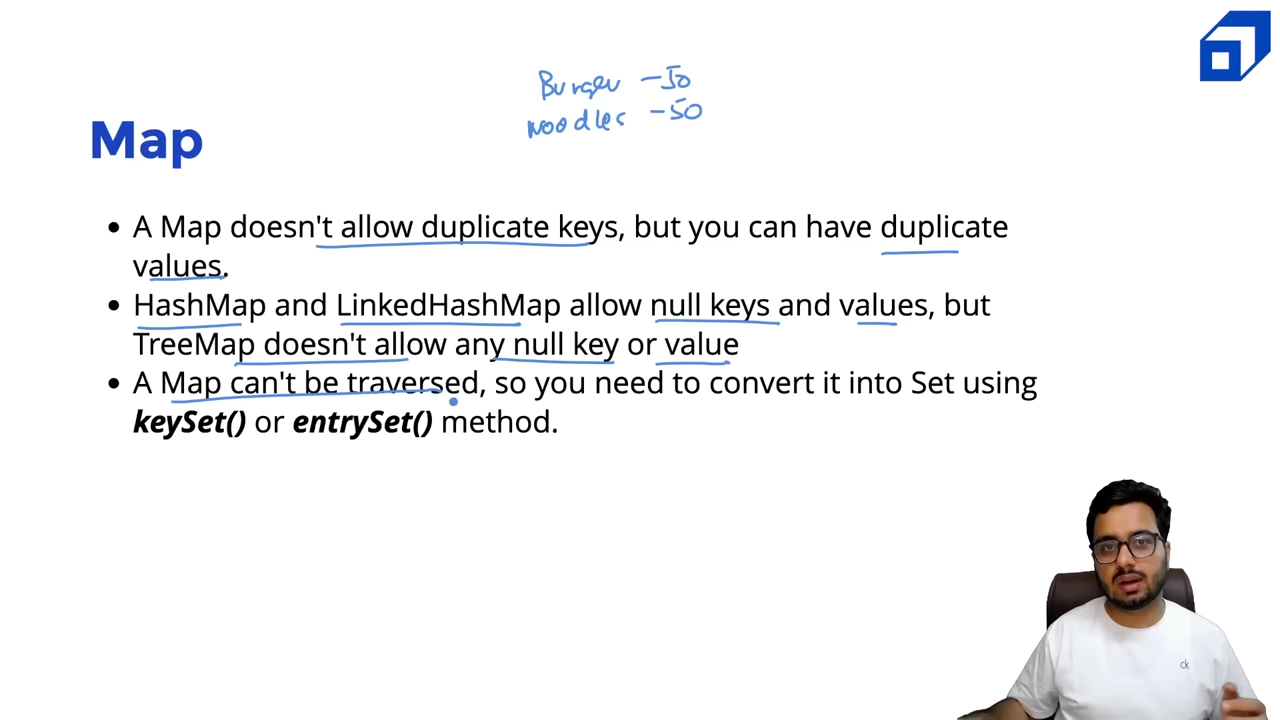 Burger - 50
Noodles - 50
Map
• A Map doesn't allow duplicate keys, but you can have duplicate
values.
• HashMap and LinkedHashMap allow null keys and values, but
TreeMap doesn't allow any null key or value
• A Map can't be traversed, so you need to convert it into Set using
keySet() or entrySet() method.
ck